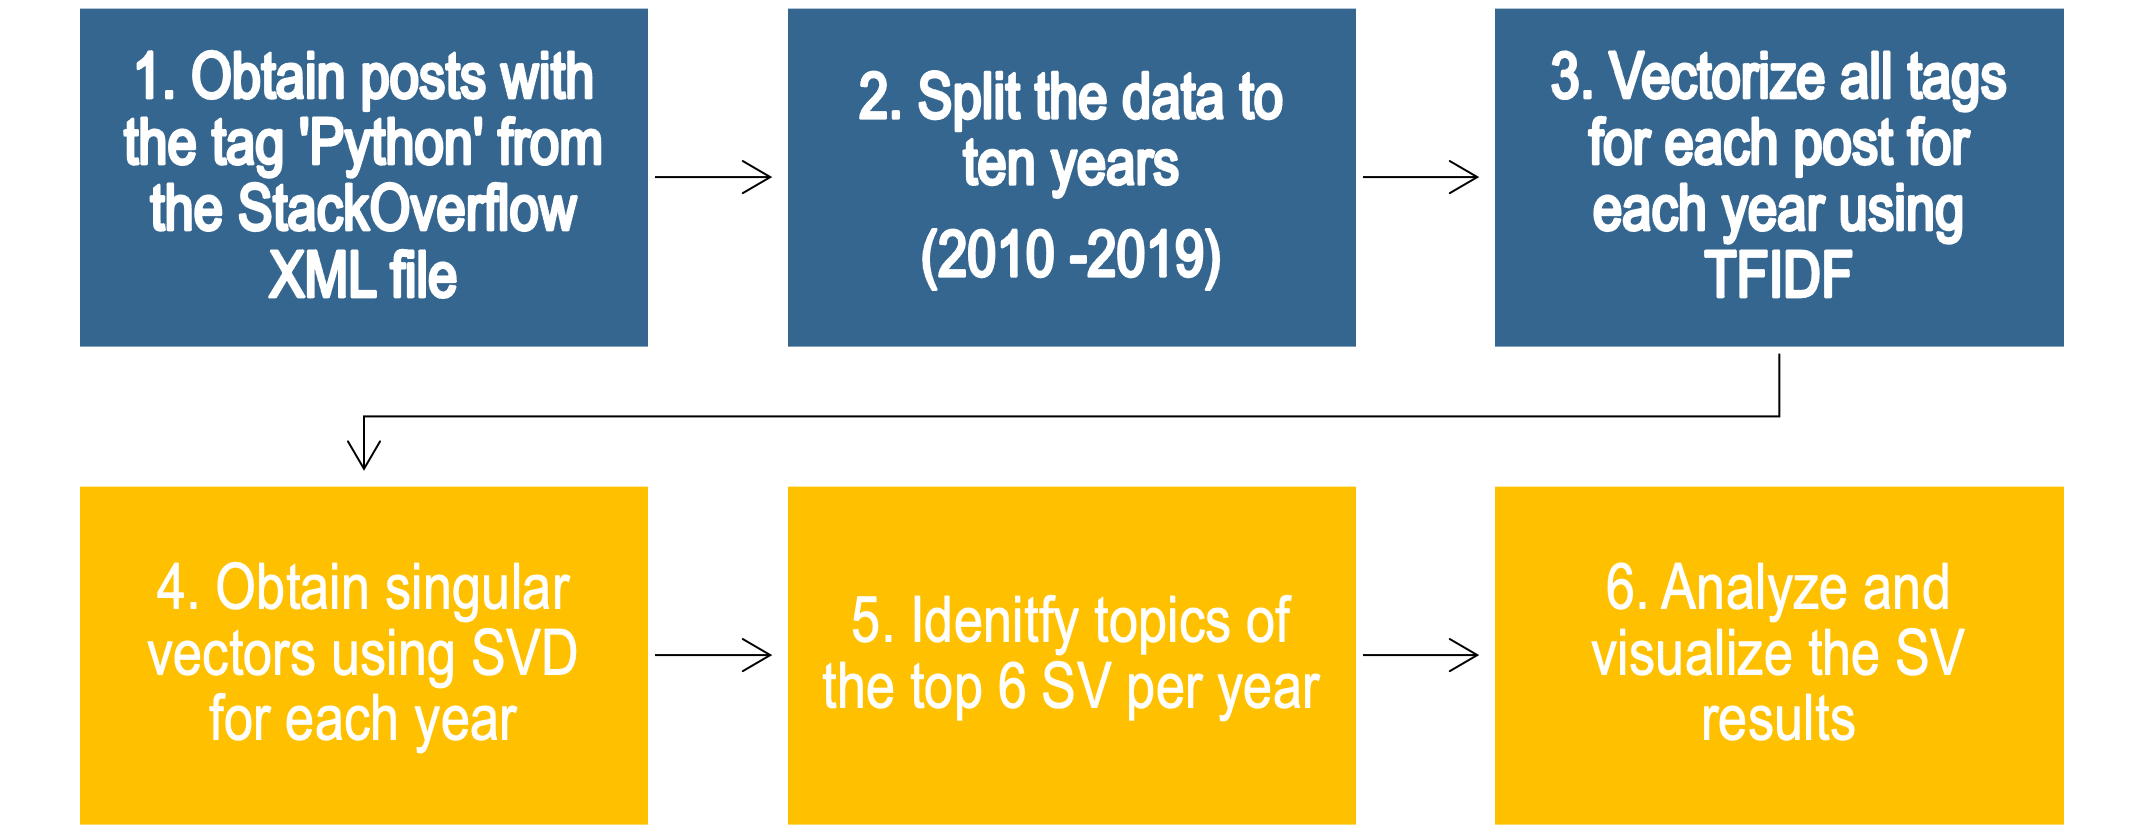 1. Obtain posts with
the tag 'Python' from
the StackOverflow
XML file
2. Split the data to
ten years
(2010 -2019)
3. Vectorize all tags
for each post for
each year using
TFIDF
4. Obtain singular
vectors using SVD
for each year
5. Idenitfy topics of
the top 6 SV per year
6. Analyze and
visualize the SV
results